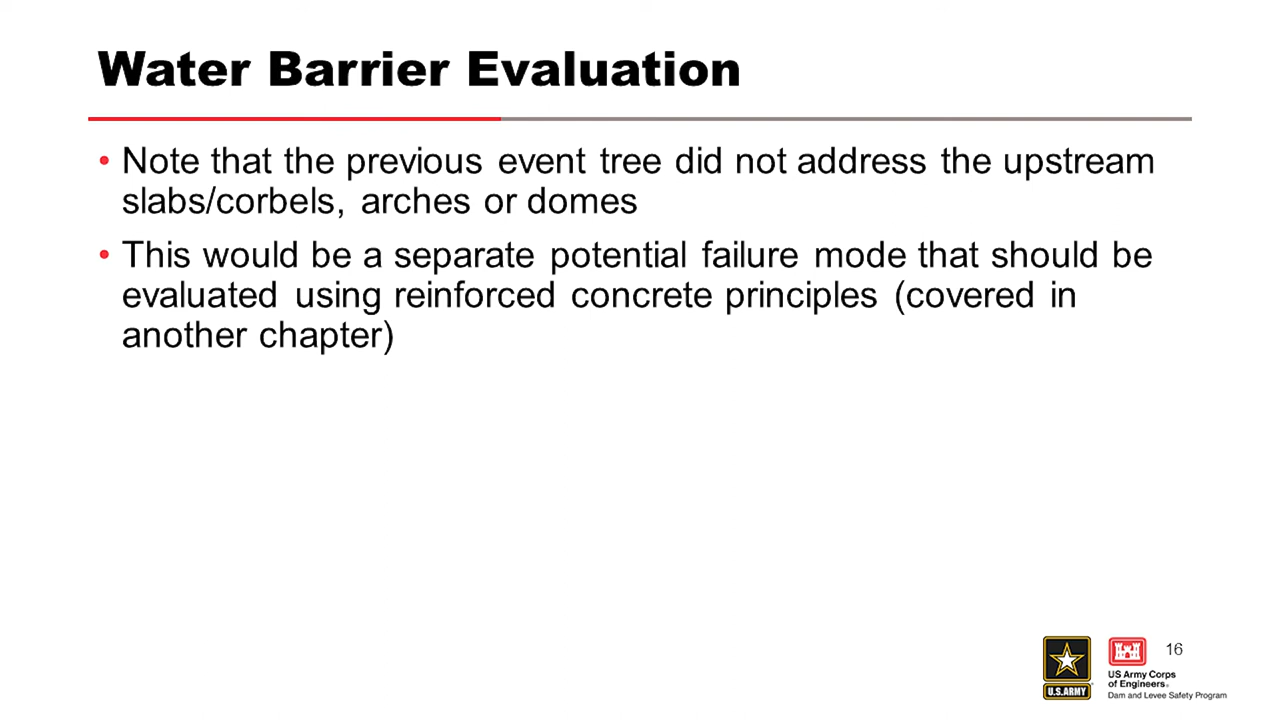 Water Barrier Evaluation
• Note that the previous event tree did not address the upstream
slabs/corbels, arches or domes
• This would be a separate potential failure mode that should be
evaluated using reinforced concrete principles (covered in
another chapter)
16
U.S.ARMY
US Army Corps
of Engineers®
Dam and Levee Safety Program